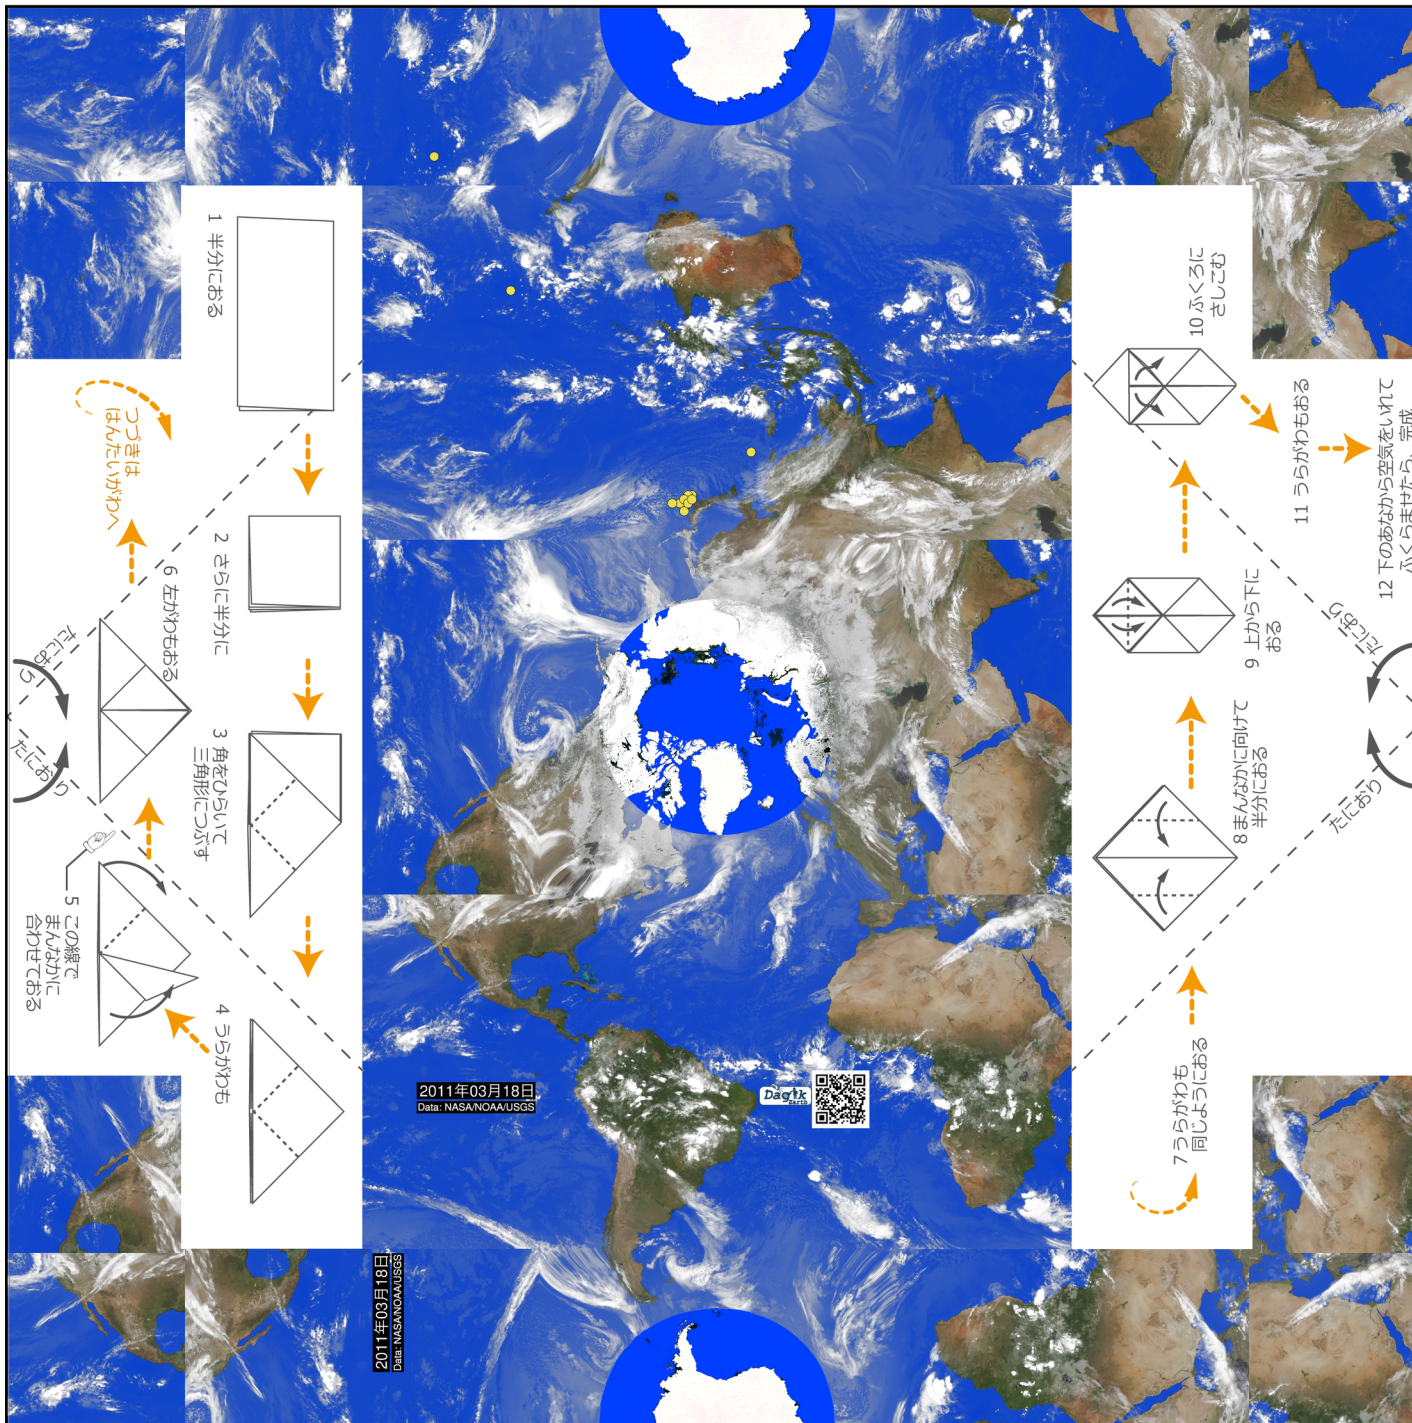 1 半分におる
2 さらに半分に
3 角をひらいて
三角形につぶす
4 うらがわも
5 この線で
まんなかに
合わせておる
6 左がわもおる
つづきは
はんたいがわへ
たにおり
たにおり
7 うらがわも
同じようにおる
8 まんなかに向けて
半分におる
9 上から下に
おる
10 ふくろに
さしこむ
11 うらがわもおる
12 下のあなから空気をいれて
ふくらませたら、完成
たにおり
たにおり
2011年03月18日
Data: NASA/NOAA/USGS
Dagik
Earth
2011年03月18日
Data: NASA/NOAA/USGS